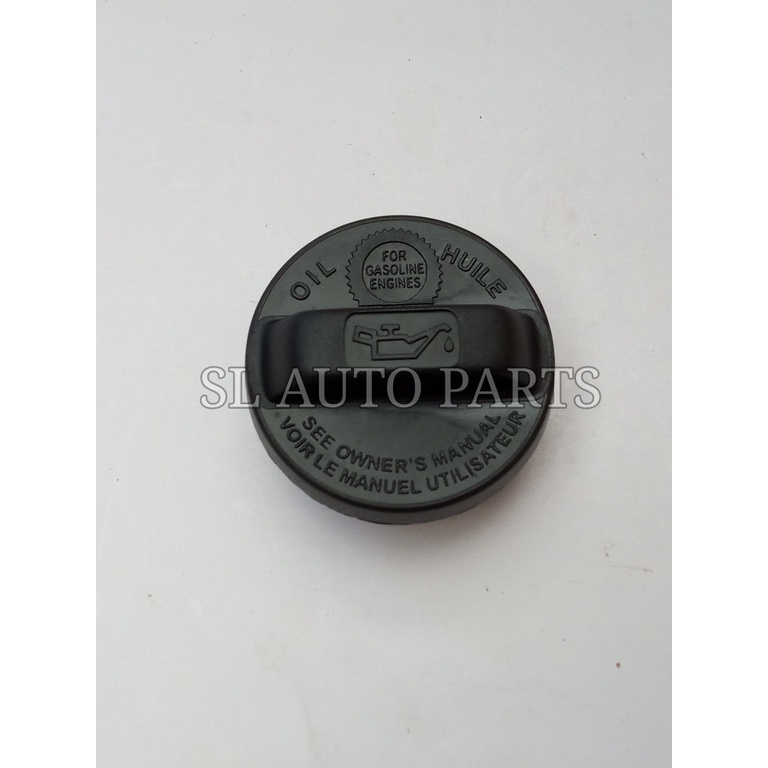 OIL
FOR
GASOLINE
ENGINES
HUILE
SL AUTO PARTS
SEE OWNER'S MANUAL
VOIR LE MANUEL UTILISATEUR